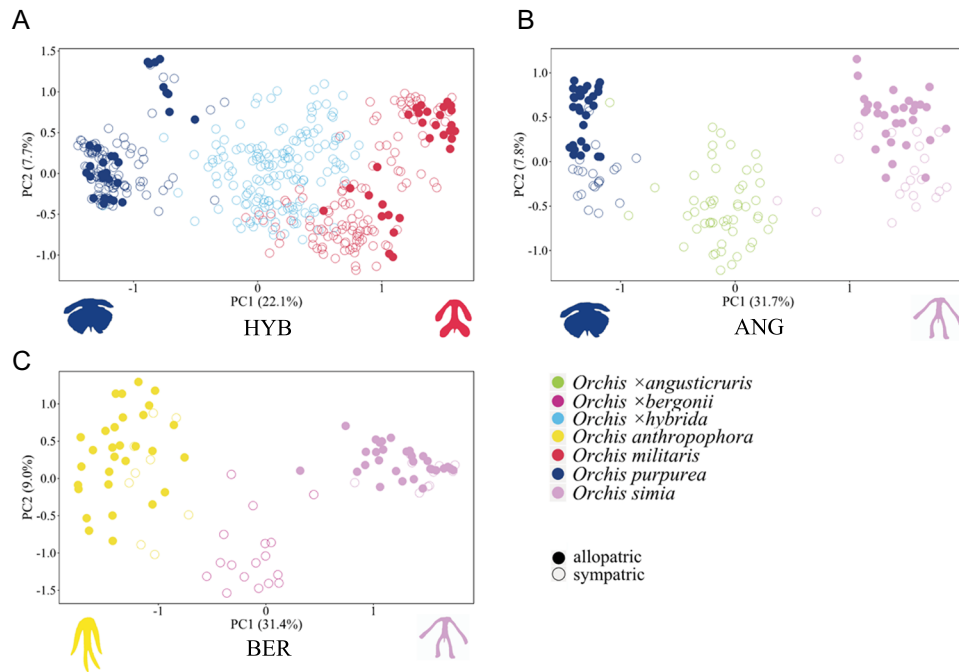 A
1.5
1.0
0.5
0.0
-0.5
-1.0
PC2 (7.7%)
-1
0
1
PC1 (22.1%)
HYB
B
1.0
0.5
0.0
-0.5
-1.0
PC2 (7.8%)
-1
0
1
PC1 (31.7%)
ANG
C
1.0
0.5
0.0
-0.5
-1.0
-1.5
PC2 (9.0%)
-1
0
1
PC1 (31.4%)
BER
Orchis ×angusticruris
Orchis ×bergonii
Orchis ×hybrida
Orchis anthropophora
Orchis militaris
Orchis purpurea
Orchis simia
allopatric
sympatric